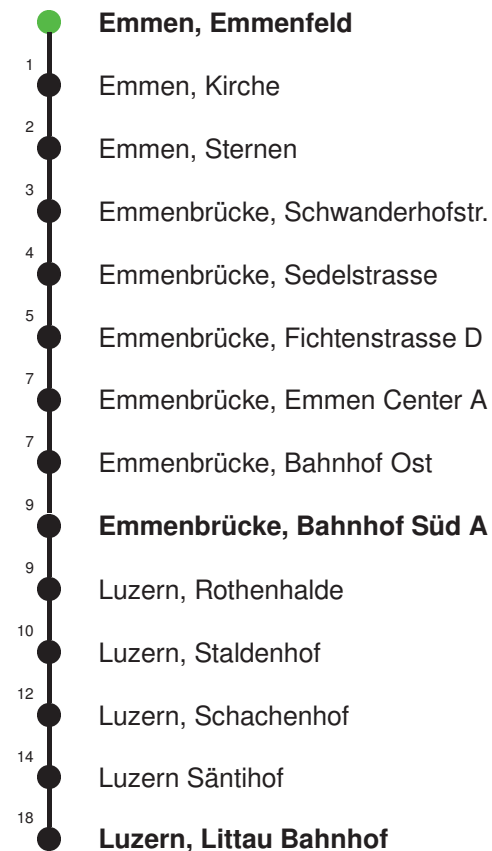 Emmen, Emmenfeld
1 Emmen, Kirche
2 Emmen, Sternen
3 Emmenbrücke, Schwanderhofstr.
4 Emmenbrücke, Sedelstrasse
5 Emmenbrücke, Fichtenstrasse D
7 Emmenbrücke, Emmen Center A
7 Emmenbrücke, Bahnhof Ost
9 Emmenbrücke, Bahnhof Süd A
9 Luzern, Rothenhalde
10 Luzern, Staldenhof
12 Luzern, Schachenhof
14 Luzern Säntihof
18 Luzern, Littau Bahnhof